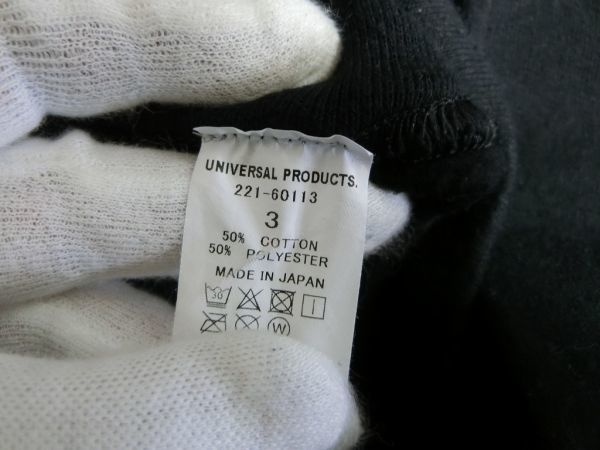 UNIVERSAL PRODUCTS.
221-60113
3
50% COTTON
50% POLYESTER
MADE IN JAPAN
30
W